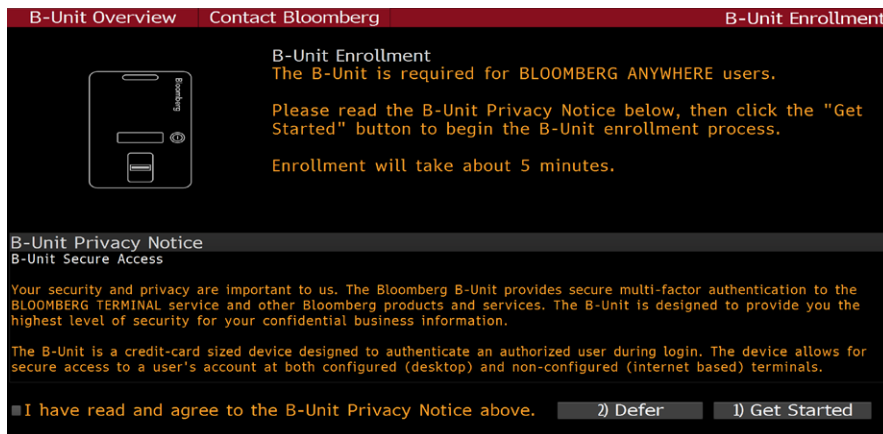 B-Unit Overview Contact Bloomberg B-Unit Enrollment
Bloomberg
B-Unit Enrollment
The B-Unit is required for BLOOMBERG ANYWHERE users.
Please read the B-Unit Privacy Notice below, then click the "Get
Started" button to begin the B-Unit enrollment process.
Enrollment will take about 5 minutes.
B-Unit Privacy Notice
B-Unit Secure Access
Your security and privacy are important to us. The Bloomberg B-Unit provides secure multi-factor authentication to the
BLOOMBERG TERMINAL service and other Bloomberg products and services. The B-Unit is designed to provide you the
highest level of security for your confidential business information.
The B-Unit is a credit-card sized device designed to authenticate an authorized user during login. The device allows for
secure access to a user's account at both configured (desktop) and non-configured (internet based) terminals.
I have read and agree to the B-Unit Privacy Notice above. 2) Defer 1) Get Started